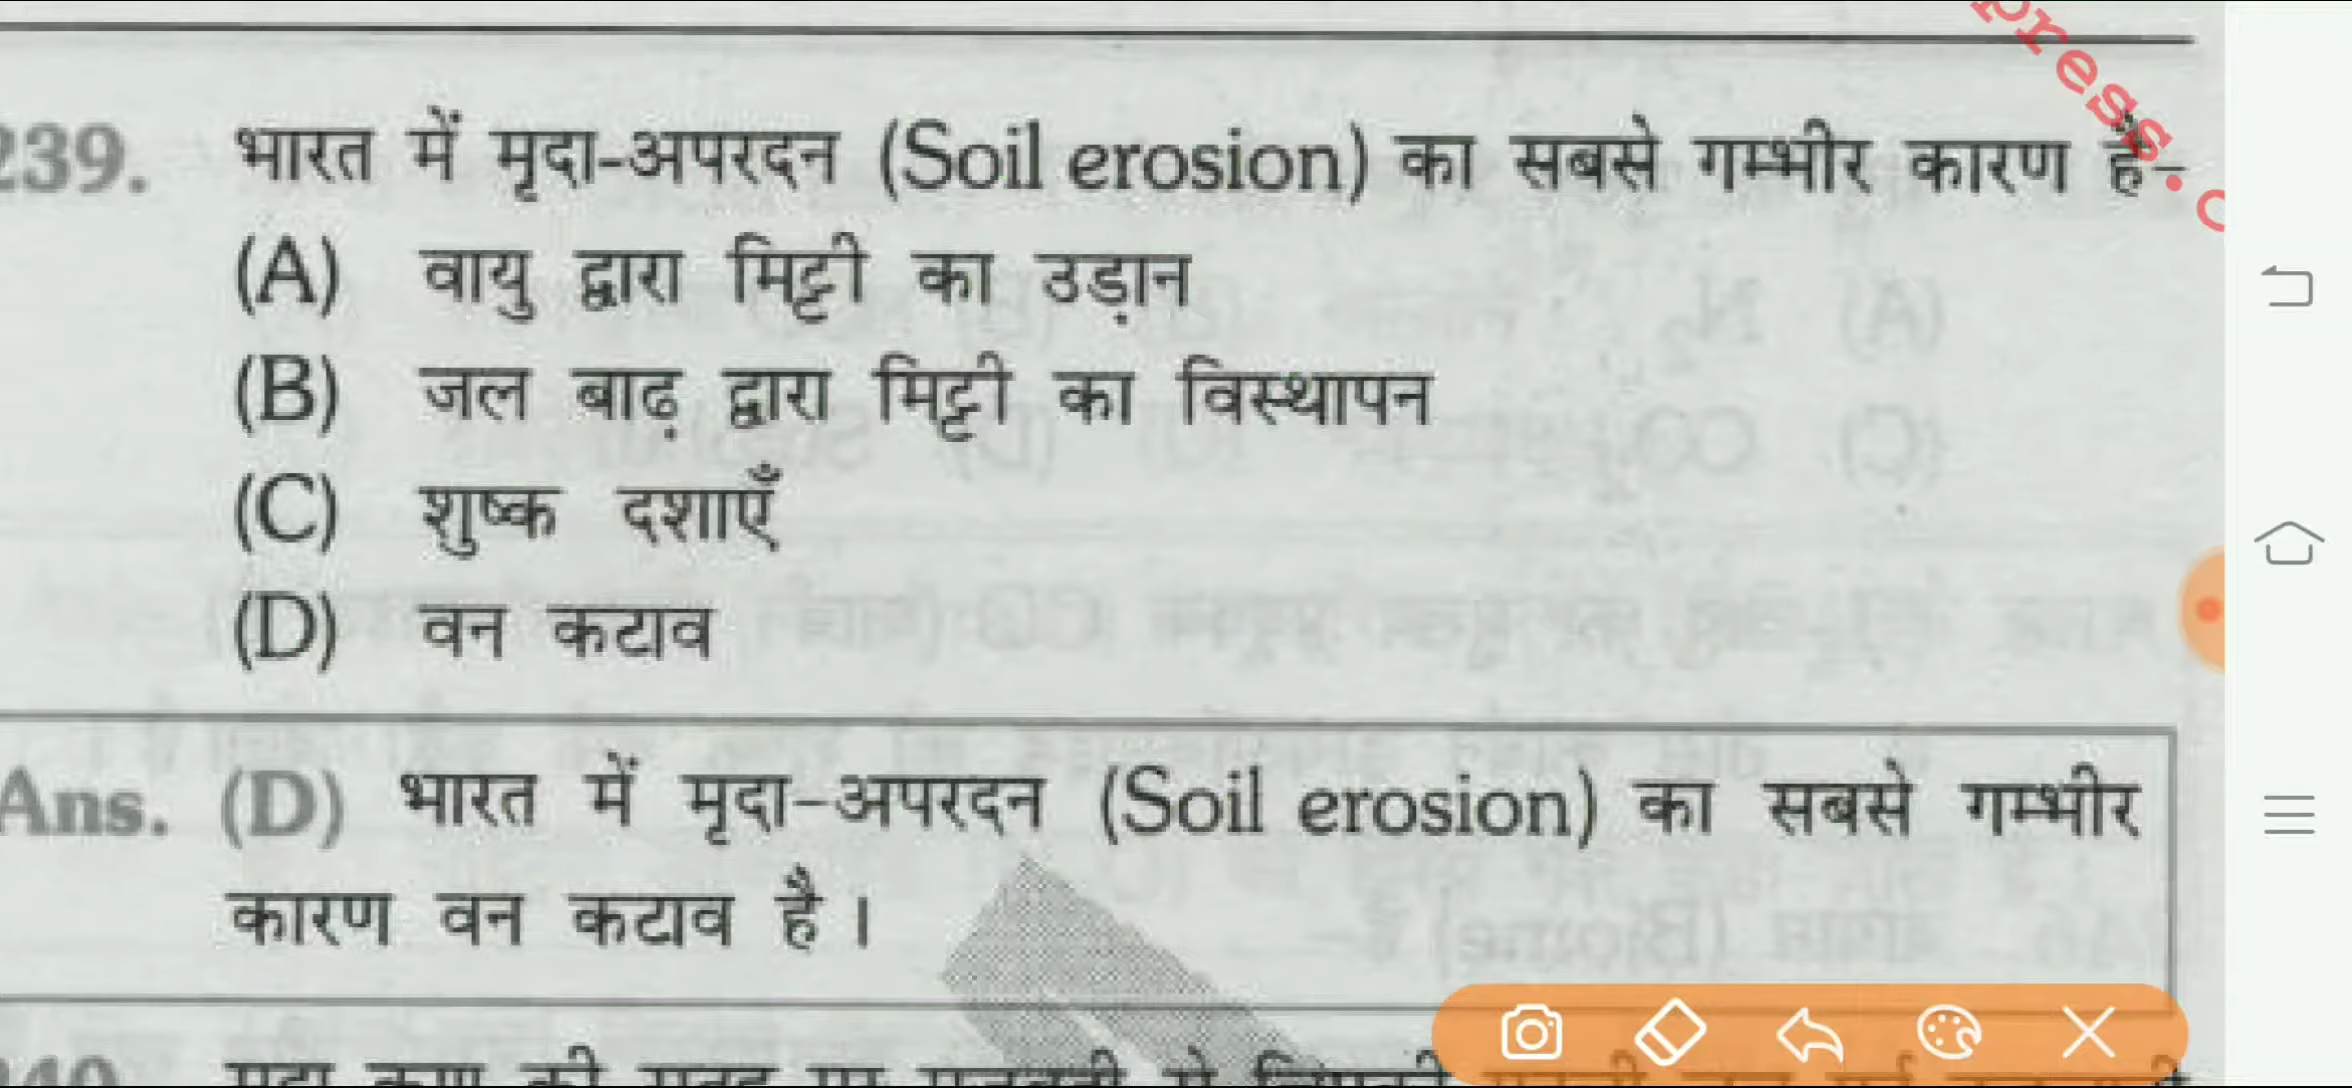 239. भारत में मृदा-अपरदन (Soil erosion) का सबसे गम्भीर कारण है-
(A) वायु द्वारा मिट्टी का उड़ान
(B) जल बाढ़ द्वारा मिट्टी का विस्थापन
(C) शुष्क दशाएँ
(D) वन कटाव
Ans. (D) भारत में मृदा-अपरदन (Soil erosion) का सबसे गम्भीर
कारण वन कटाव है।
press.c